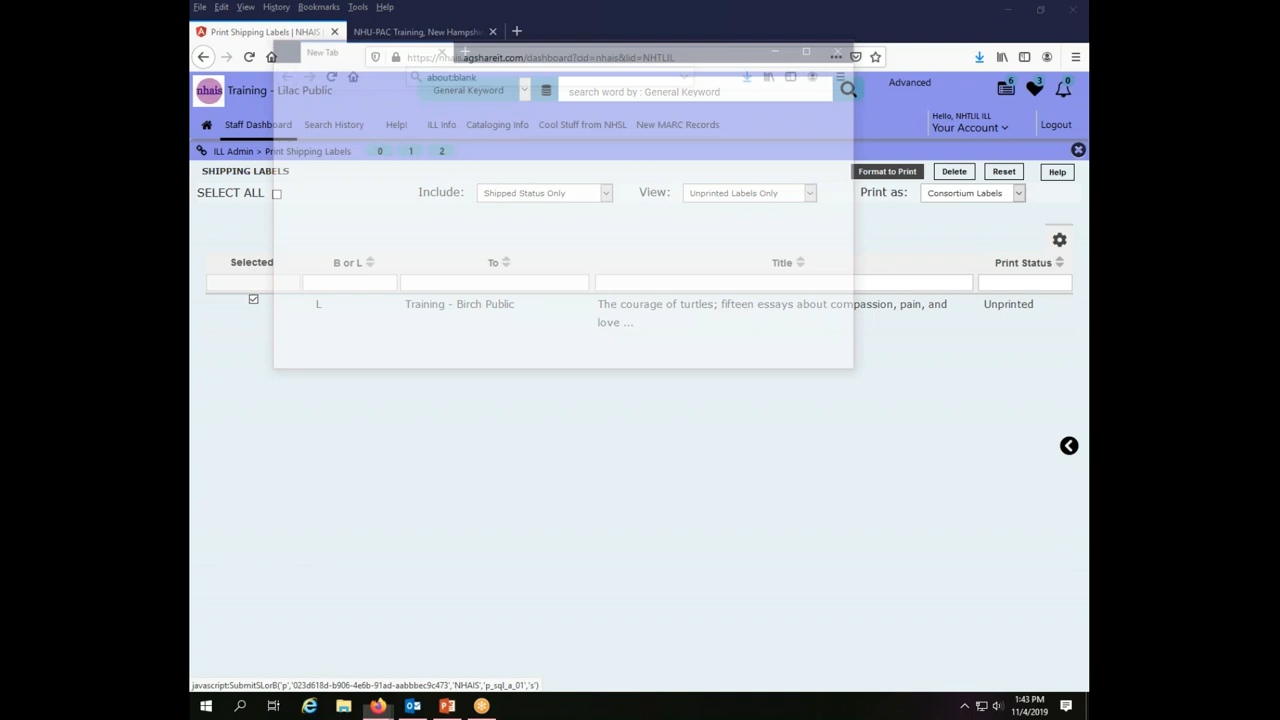 File Edit View History Bookmarks Tools Help
Print Shipping Labels | NHAIS NHU-PAC Training, New Hampshir
New Tab
https://nhais.agshareit.com/dashboard?cid=nhais&lid=NHTLIL
about:blank
nhais Training - Lilac Public General Keyword search word by : General Keyword Advanced 6 3 0
Hello, NHTLIL ILL
Staff Dashboard Search History Help! ILL Info Cataloging Info Cool Stuff from NHSL New MARC Records Your Account Logout
ILL Admin > Print Shipping Labels 0 1 2
SHIPPING LABELS Format to Print Delete Reset Help
SELECT ALL Include: Shipped Status Only View: Unprinted Labels Only Print as: Consortium Labels
Selected B or L To Title Print Status
L Training - Birch Public The courage of turtles; fifteen essays about compassion, pain, and Unprinted
love ...
javascript:SubmitSLorB('p','023d618d-b906-4e6b-91ad-aabbbec9c473','NHAIS','p_sql_a_01','s')
1:43 PM
11/4/2019